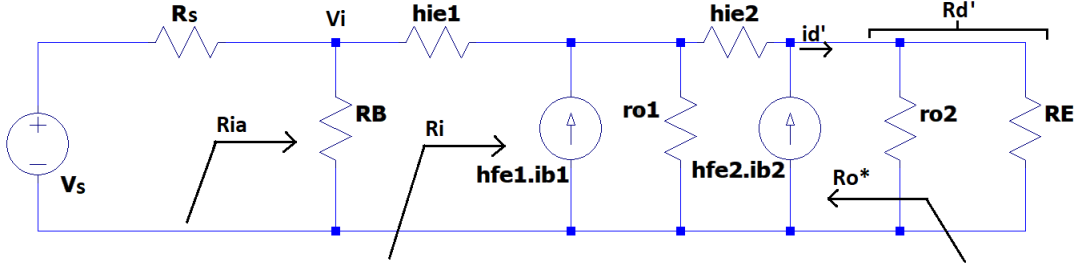 Rs
Vi
hie1
hie2
id'
Rd'
+
−
Vs
Ria
RB
Ri
hfe1.ib1
ro1
hfe2.ib2
Ro*
ro2
RE